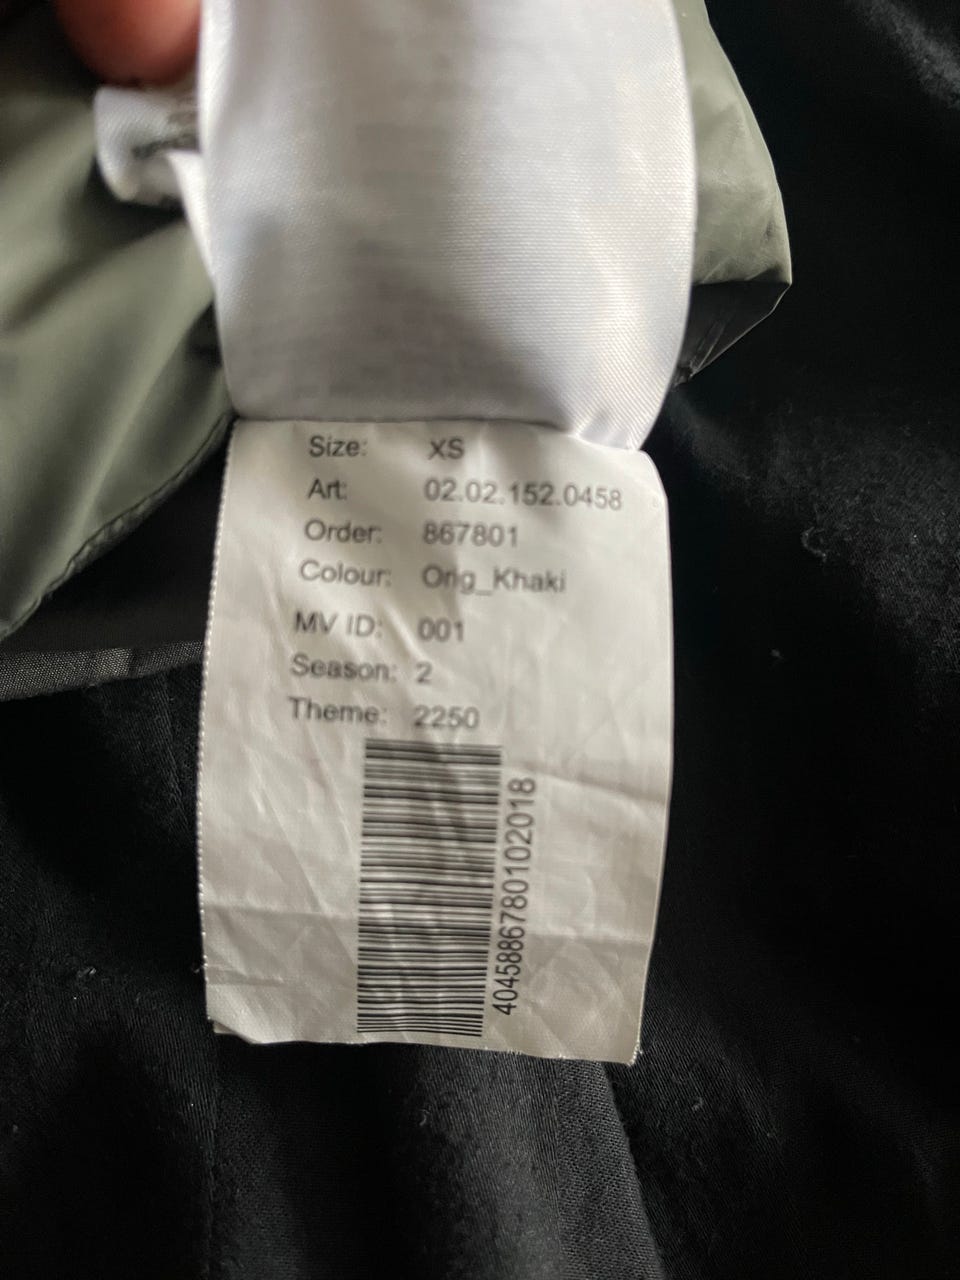 Size: XS
Art: 02.02.152.0458
Order: 867801
Colour: Orig_Khaki
MV ID: 001
Season: 2
Theme: 2250
4045886780102018